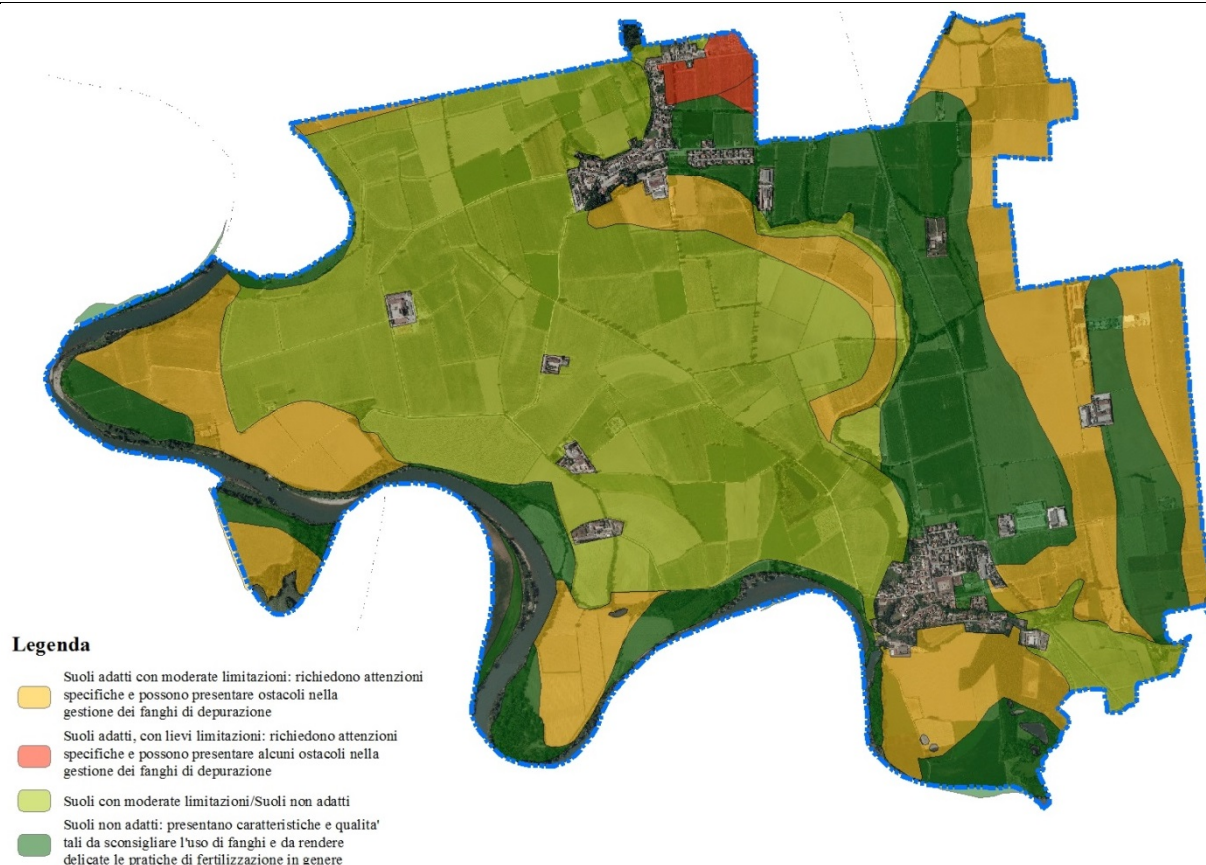 Legenda
Suoli adatti con moderate limitazioni: richiedono attenzioni
specifiche e possono presentare ostacoli nella
gestione dei fanghi di depurazione
Suoli adatti, con lievi limitazioni: richiedono attenzioni
specifiche e possono presentare alcuni ostacoli nella
gestione dei fanghi di depurazione
Suoli con moderate limitazioni/Suoli non adatti
Suoli non adatti: presentano caratteristiche e qualita'
tali da sconsigliare l'uso di fanghi e da rendere
delicate le pratiche di fertilizzazione in genere